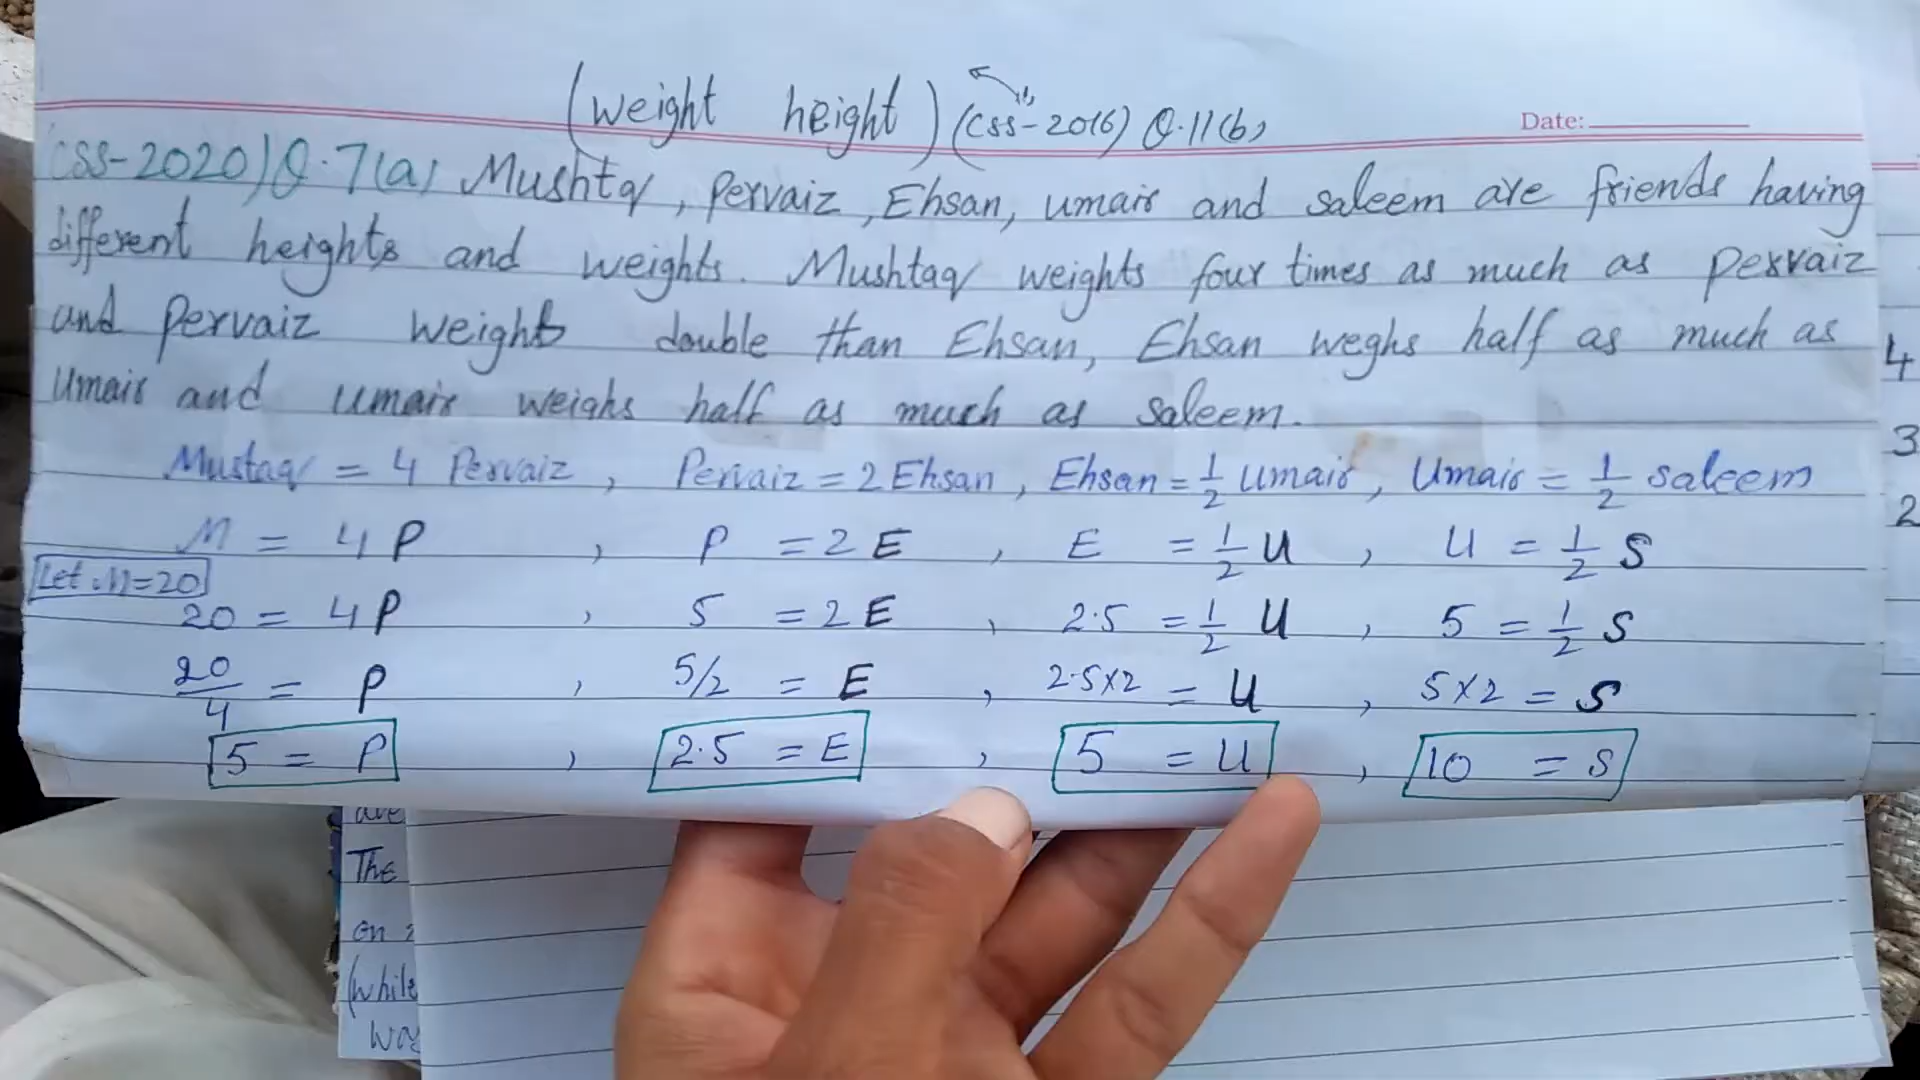 (weight height) (CSS-2016) Q.11(b)
Date:
CSS-2020) Q.7(a) Mushtq, Pervaiz, Ehsan, umair and saleem are friends having
different heights and weights. Mushtaq weights four times as much as pervaiz
and Pervaiz weights double than Ehsan, Ehsan weghs half as much as
Umair and umair weighs half as much as saleem.
Mustaq = 4 Pervaiz , Pervaiz = 2 Ehsan , Ehsan = 1/2 Umair , Umair = 1/2 saleem
M = 4P , P = 2E , E = 1/2 U , U = 1/2 S
Let M=20
20 = 4P , 5 = 2E , 2.5 = 1/2 U , 5 = 1/2 S
20/4 = P , 5/2 = E , 2.5x2 = U , 5x2 = S
5 = P , 2.5 = E , 5 = U , 10 = S
4
3
2
are
The
on
(while